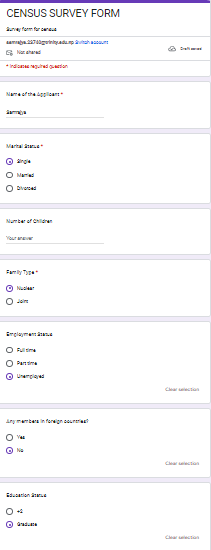 CENSUS SURVEY FORM
Survey form for census
Switch account
Draft saved
Not shared
* Indicates required question
Name of the Applicant *
Samrajya
Marital Status *
Single
Married
Divorced
Number of Children
Your answer
Family Type *
Nuclear
Joint
Employment Status
Full time
Part time
Unemployed
Clear selection
Any members in foreign countries?
Yes
No
Clear selection
Education Status
+2
Graduate
Clear selection